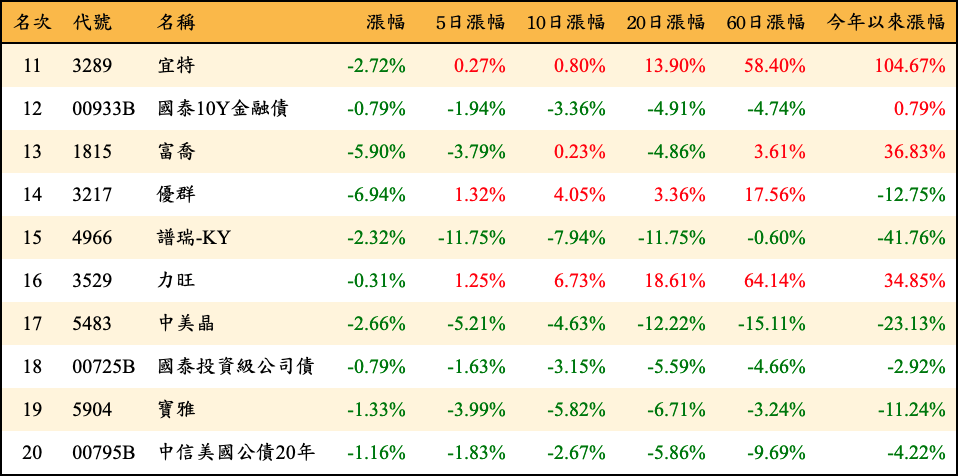 名次 代號 名稱 漲幅 5日漲幅 10日漲幅 20日漲幅 60日漲幅 今年以來漲幅
11 3289 宜特 -2.72% 0.27% 0.80% 13.90% 58.40% 104.67%
12 00933B 國泰10Y金融債 -0.79% -1.94% -3.36% -4.91% -4.74% 0.79%
13 1815 富喬 -5.90% -3.79% 0.23% -4.86% 3.61% 36.83%
14 3217 優群 -6.94% 1.32% 4.05% 3.36% 17.56% -12.75%
15 4966 譜瑞-KY -2.32% -11.75% -7.94% -11.75% -0.60% -41.76%
16 3529 力旺 -0.31% 1.25% 6.73% 18.61% 64.14% 34.85%
17 5483 中美晶 -2.66% -5.21% -4.63% -12.22% -15.11% -23.13%
18 00725B 國泰投資級公司債 -0.79% -1.63% -3.15% -5.59% -4.66% -2.92%
19 5904 寶雅 -1.33% -3.99% -5.82% -6.71% -3.24% -11.24%
20 00795B 中信美國公債20年 -1.16% -1.83% -2.67% -5.86% -9.69% -4.22%